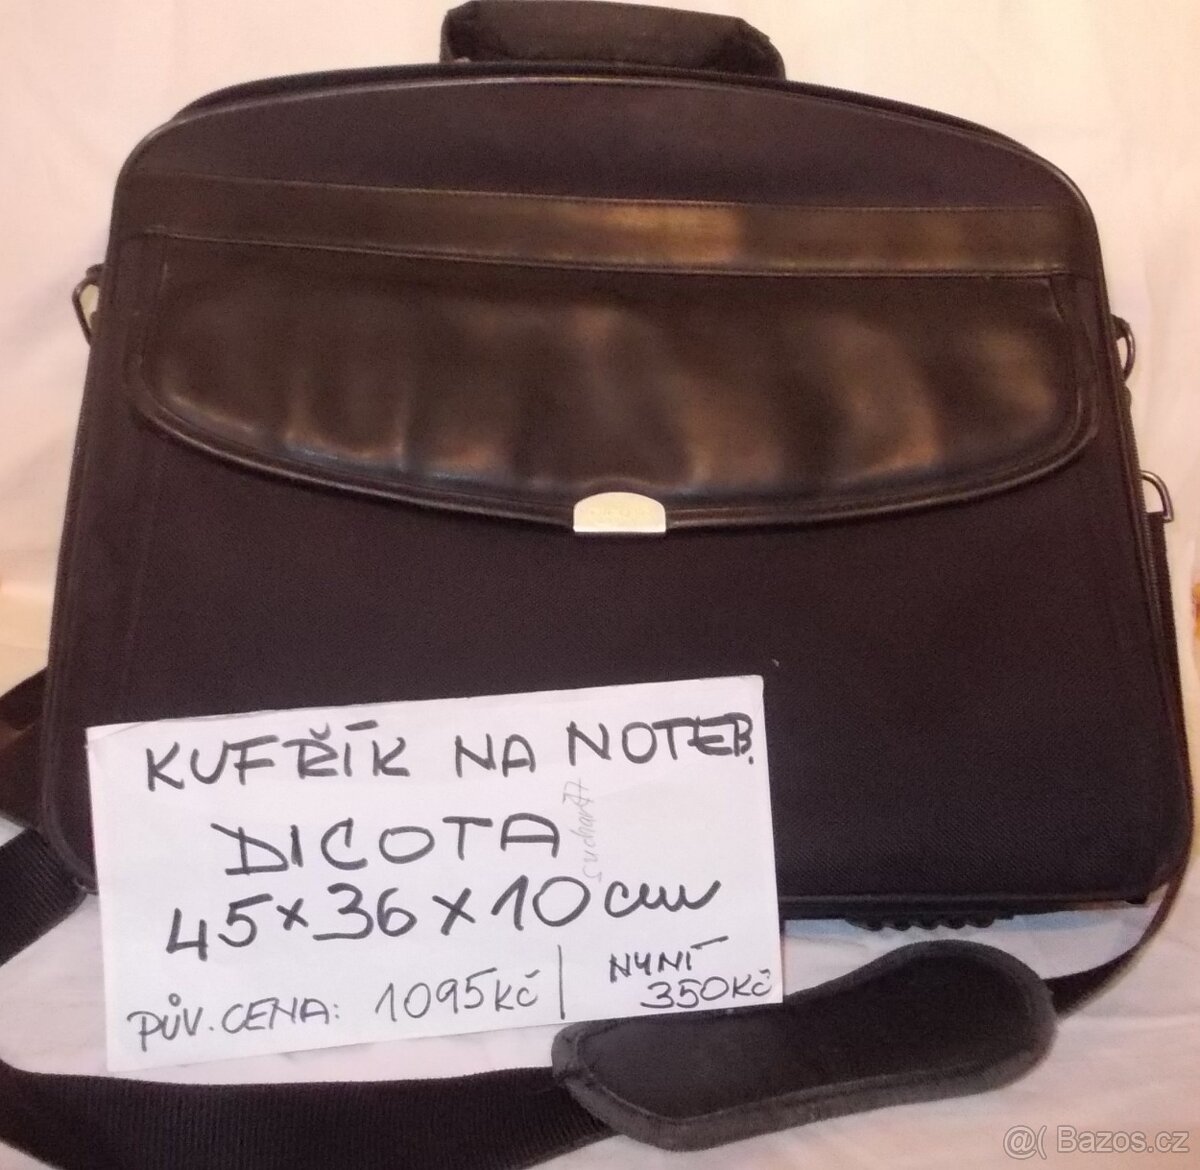 KUFŘÍK NA NOTEB.
DICOTA
45×36×10 cm
PŮV. CENA: 1095 Kč | NYNÍ 350 Kč
@( Bazos.cz